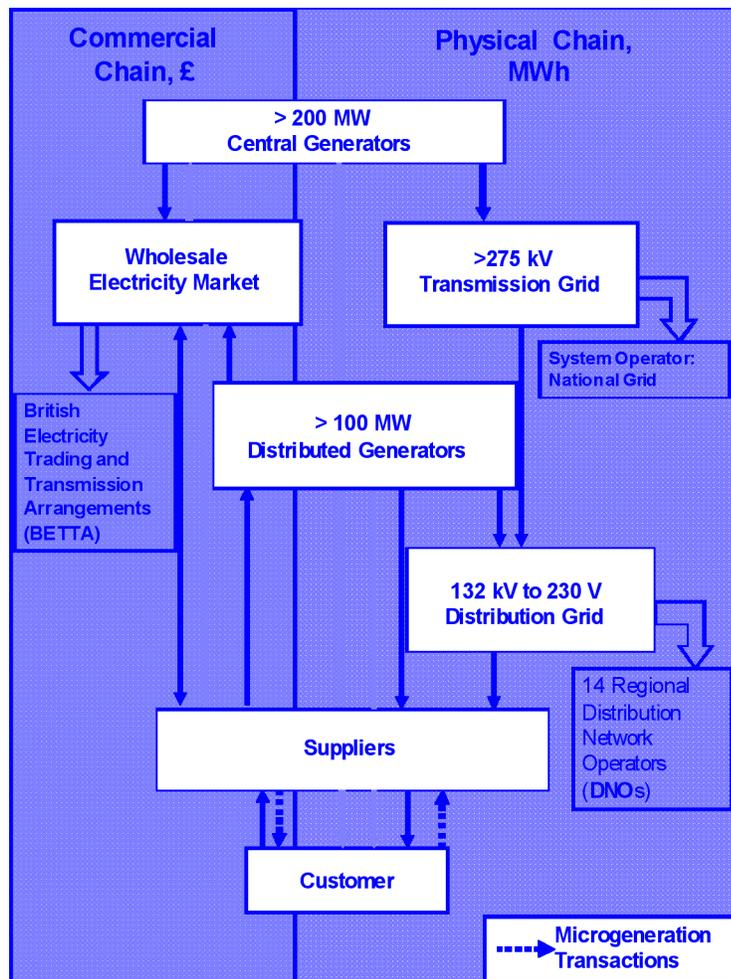 Commercial
Chain, £
Physical Chain,
MWh
> 200 MW
Central Generators
Wholesale
Electricity Market
>275 kV
Transmission Grid
System Operator:
National Grid
> 100 MW
Distributed Generators
British
Electricity
Trading and
Transmission
Arrangements
(BETTA)
132 kV to 230 V
Distribution Grid
14 Regional
Distribution
Network
Operators
(DNOs)
Suppliers
Customer
Microgeneration
Transactions